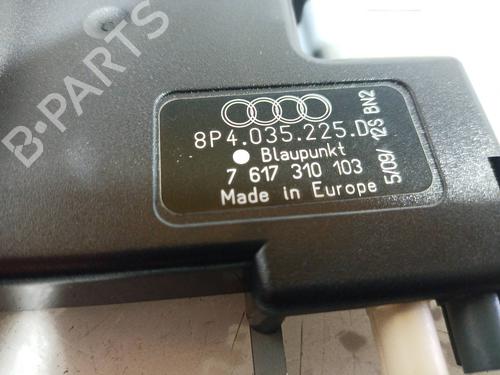 B-PARTS
8P4.035.225.D
Blaupunkt
7 617 310 103
Made in Europe
5/09/ 12S BN2